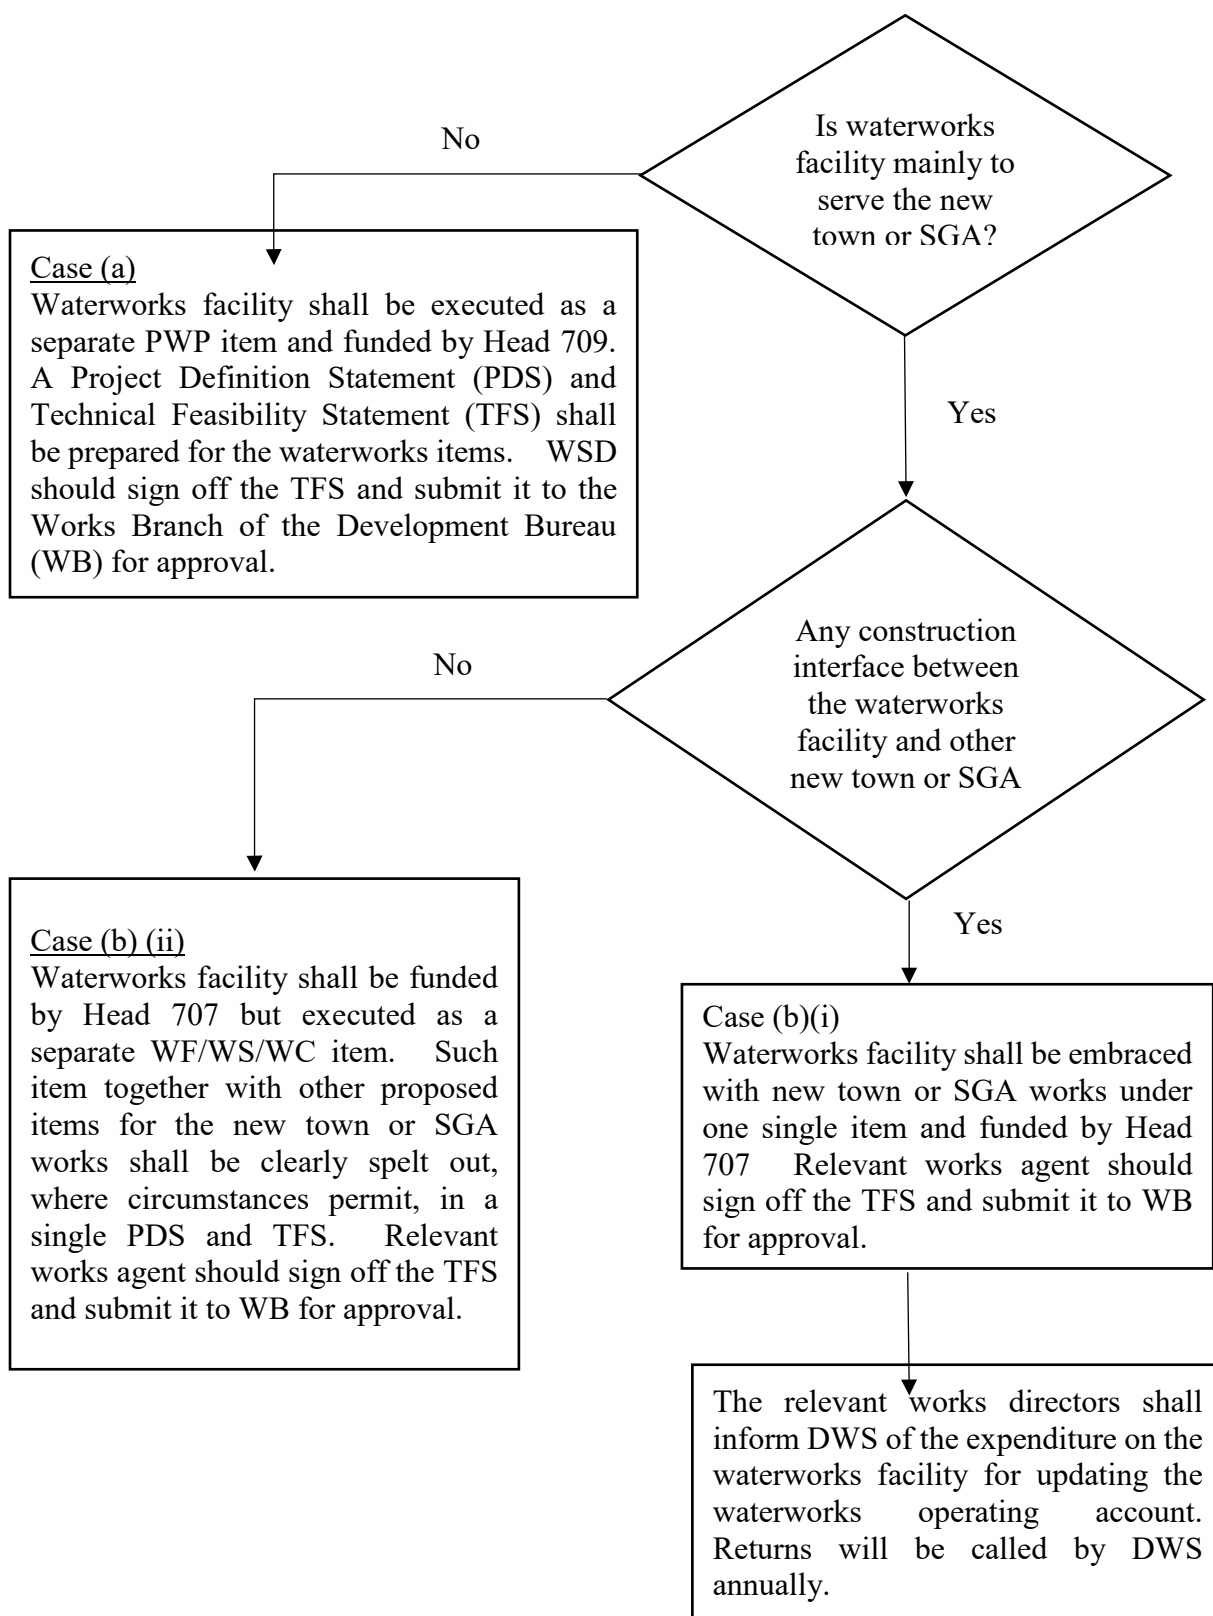 Is waterworks
facility mainly to
serve the new
town or SGA?
No
Yes
Case (a)
Waterworks facility shall be executed as a
separate PWP item and funded by Head 709.
A Project Definition Statement (PDS) and
Technical Feasibility Statement (TFS) shall
be prepared for the waterworks items. WSD
should sign off the TFS and submit it to the
Works Branch of the Development Bureau
(WB) for approval.
Any construction
interface between
the waterworks
facility and other
new town or SGA
No
Yes
Case (b) (ii)
Waterworks facility shall be funded
by Head 707 but executed as a
separate WF/WS/WC item. Such
item together with other proposed
items for the new town or SGA
works shall be clearly spelt out,
where circumstances permit, in a
single PDS and TFS. Relevant
works agent should sign off the TFS
and submit it to WB for approval.
Case (b)(i)
Waterworks facility shall be embraced
with new town or SGA works under
one single item and funded by Head
707 Relevant works agent should
sign off the TFS and submit it to WB
for approval.
The relevant works directors shall
inform DWS of the expenditure on the
waterworks facility for updating the
waterworks operating account.
Returns will be called by DWS
annually.